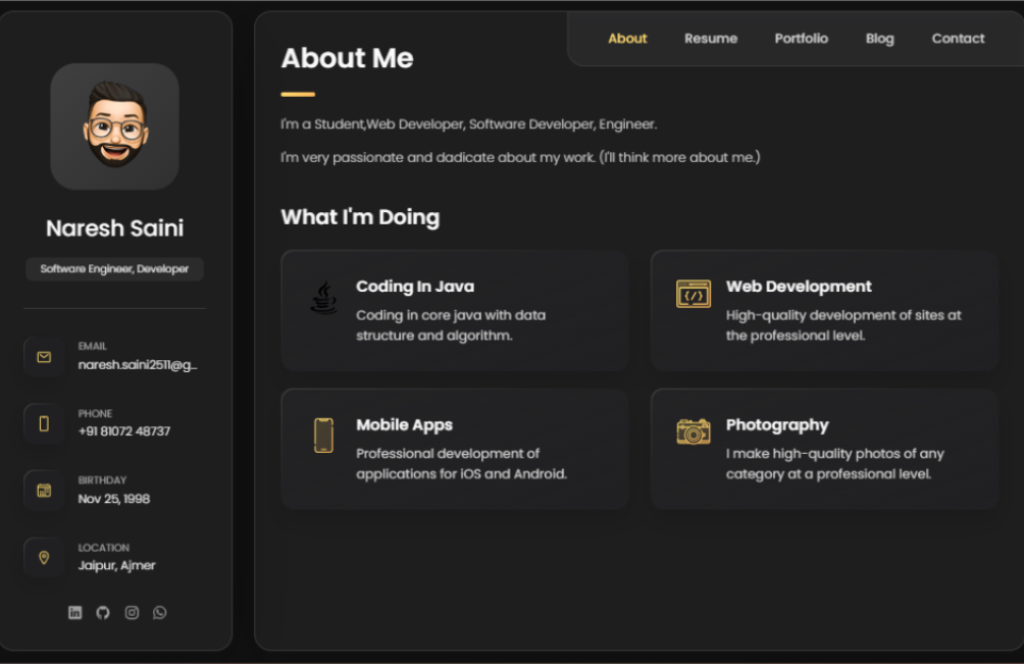 Naresh Saini
Software Engineer, Developer
EMAIL
naresh.saini2511@g...
PHONE
+91 81072 48737
BIRTHDAY
Nov 25, 1998
LOCATION
Jaipur, Ajmer
About Resume Portfolio Blog Contact
About Me
I'm a Student,Web Developer, Software Developer, Engineer.
I'm very passionate and dadicate about my work. (I'll think more about me.)
What I'm Doing
Coding In Java
Coding in core java with data
structure and algorithm.
Web Development
High-quality development of sites at
the professional level.
Mobile Apps
Professional development of
applications for iOS and Android.
Photography
I make high-quality photos of any
category at a professional level.